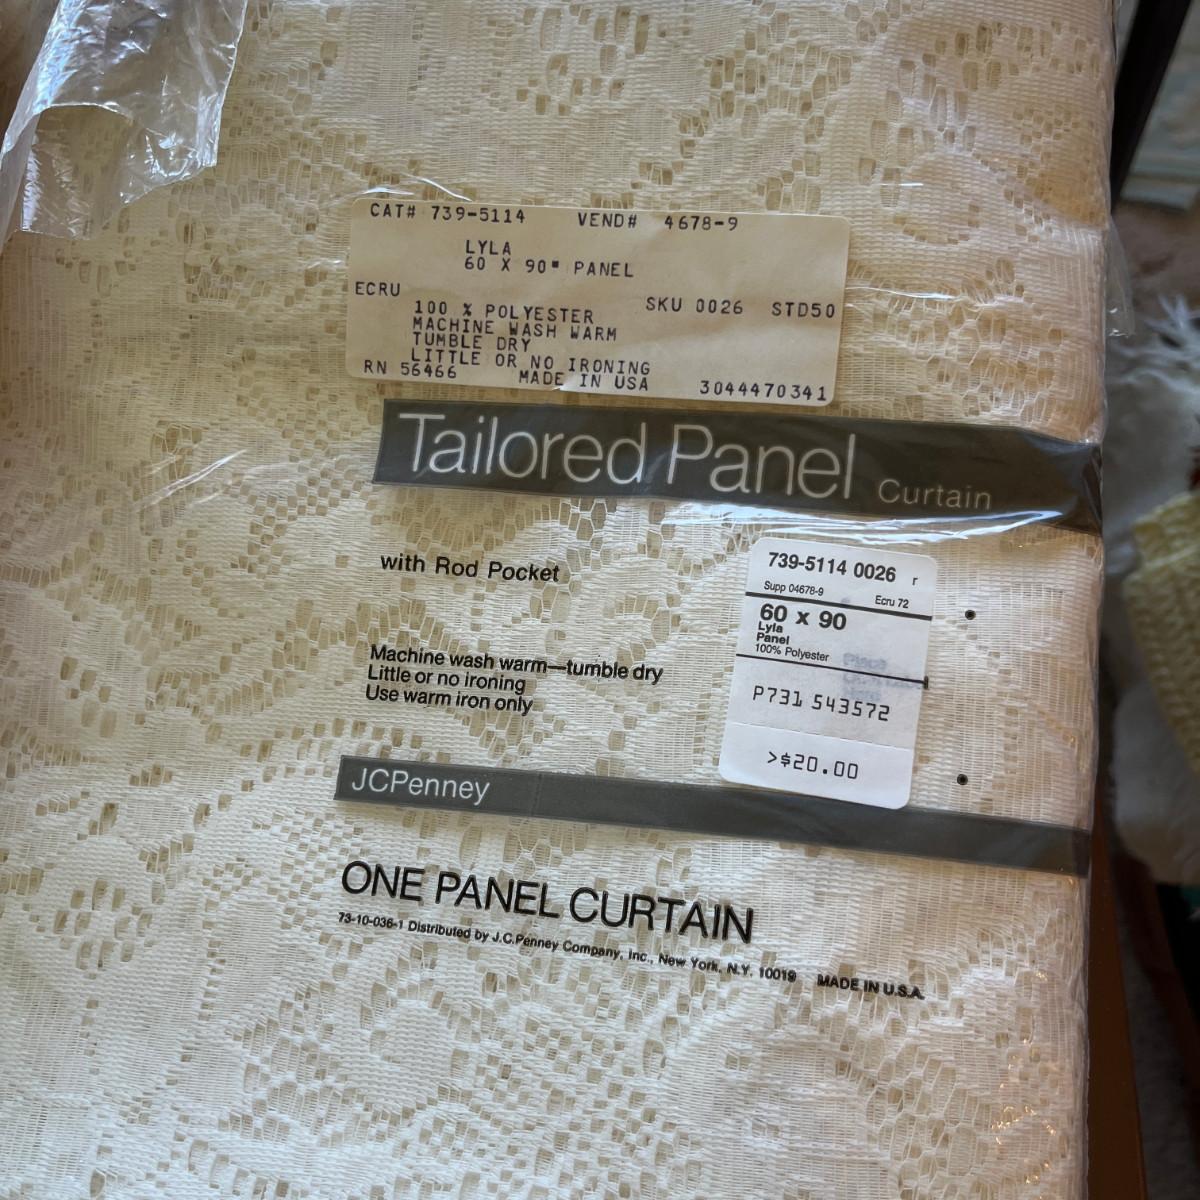 CAT# 739-5114 VEND# 4678-9
LYLA
60 X 90" PANEL
ECRU
SKU 0026 STD50
100 % POLYESTER
MACHINE WASH WARM
TUMBLE DRY
LITTLE OR NO IRONING
RN 56466 MADE IN USA 3044470341
Tailored Panel Curtain
with Rod Pocket
Machine wash warm—tumble dry
Little or no ironing
Use warm iron only
739-5114 0026 r
Supp 04678-9 Ecru 72
60 x 90
Lyla
Panel
100% Polyester
Place
Here
P731 543572
>$20.00
JCPenney
ONE PANEL CURTAIN
73-10-036-1 Distributed by J.C.Penney Company, Inc., New York, N.Y. 10019 MADE IN U.S.A.